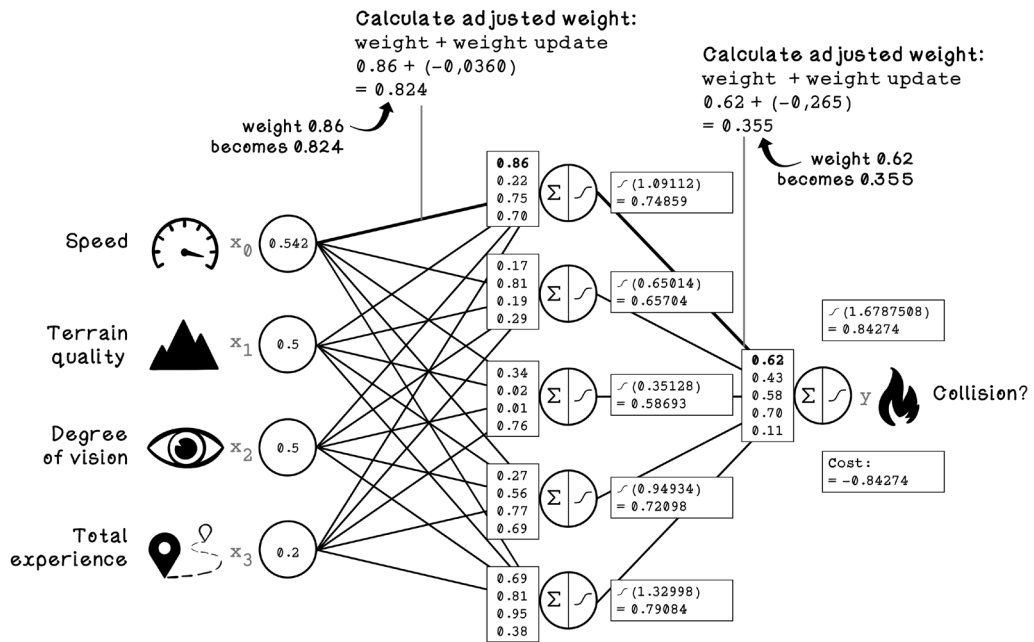 Calculate adjusted weight:
weight + weight update
0.86 + (-0,0360)
= 0.824
weight 0.86
becomes 0.824
Calculate adjusted weight:
weight + weight update
0.62 + (-0,265)
= 0.355
weight 0.62
becomes 0.355
Speed
x0
0.542
Terrain
quality
x1
0.5
Degree
of vision
x2
0.5
Total
experience
x3
0.2
0.86
0.22
0.75
0.70
Σ
(1.09112)
= 0.74859
0.17
0.81
0.19
0.29
Σ
(0.65014)
= 0.65704
0.34
0.02
0.01
0.76
Σ
(0.35128)
= 0.58693
0.27
0.56
0.77
0.69
Σ
(0.94934)
= 0.72098
0.69
0.81
0.95
0.38
Σ
(1.32998)
= 0.79084
0.62
0.43
0.58
0.70
0.11
Σ
(1.6787508)
= 0.84274
y
Collision?
Cost:
= -0.84274